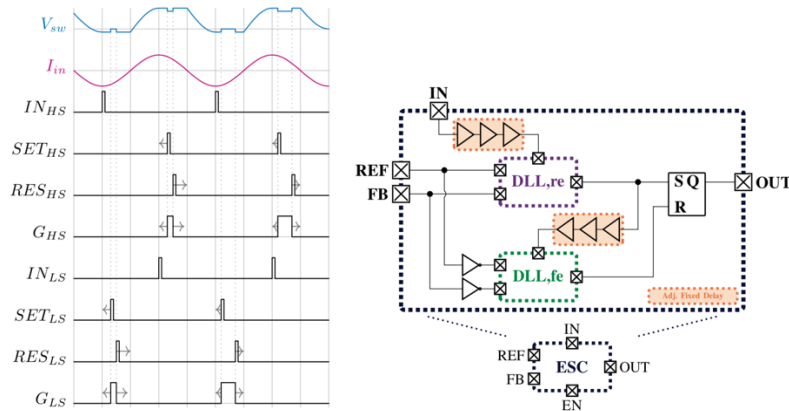 V_sw
I_in
IN_HS
SET_HS
RES_HS
G_HS
IN_LS
SET_LS
RES_LS
G_LS
IN
REF
FB
DLL,re
S Q
R
OUT
DLL,fe
Adj. Fixed Delay
IN
REF
ESC
OUT
FB
EN